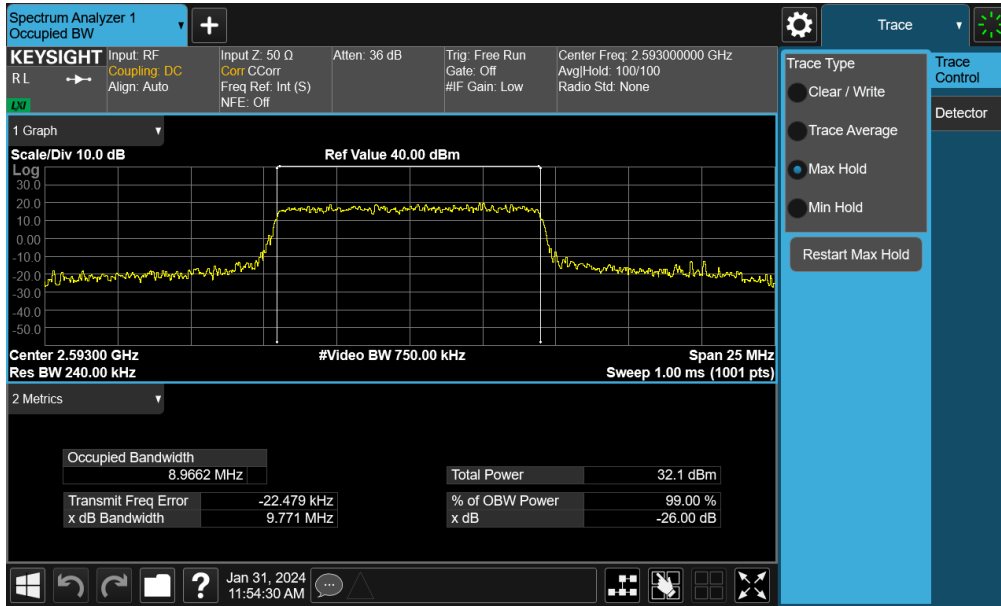 Spectrum Analyzer 1
Occupied BW
Trace
KEYSIGHT
R L
LXI
Input: RF
Coupling: DC
Align: Auto
Input Z: 50 Ω
Corr CCorr
Freq Ref: Int (S)
NFE: Off
Atten: 36 dB
Trig: Free Run
Gate: Off
#IF Gain: Low
Center Freq: 2.593000000 GHz
Avg|Hold: 100/100
Radio Std: None
Trace Type
Clear / Write
Trace Average
Max Hold
Min Hold
Restart Max Hold
Trace
Control
Detector
1 Graph
Scale/Div 10.0 dB
Ref Value 40.00 dBm
Log
30.0
20.0
10.0
0.00
-10.0
-20.0
-30.0
-40.0
-50.0
Center 2.59300 GHz
#Video BW 750.00 kHz
Span 25 MHz
Res BW 240.00 kHz
Sweep 1.00 ms (1001 pts)
2 Metrics
Occupied Bandwidth
8.9662 MHz
Total Power 32.1 dBm
Transmit Freq Error -22.479 kHz
% of OBW Power 99.00 %
x dB Bandwidth 9.771 MHz
x dB -26.00 dB
?
Jan 31, 2024
11:54:30 AM